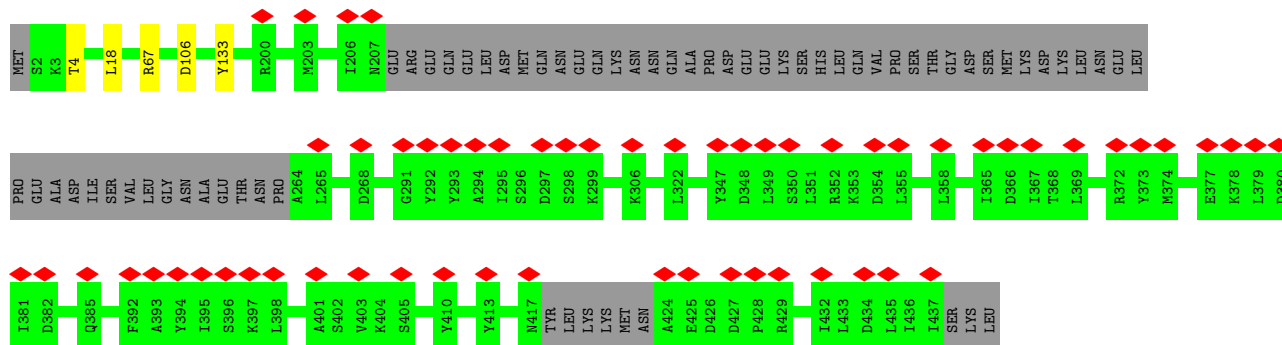 MET S2 K3 T4 L18 R67 D106 Y133 R200 M203 I206 N207 GLU ARG GLU GLN GLU LEU ASP MET GLN ASN GLU GLN LYS ASN ASN GLN ALA PRO ASP GLU GLU LYS SER HIS LEU GLN VAL PRO SER THR GLY ASP SER MET LYS ASP LYS LEU ASN GLU LEU
PRO GLU ALA ASP ILE SER VAL LEU GLY ASN ALA GLU THR ASN PRO A264 L265 D268 G291 Y292 Y293 A294 I295 S296 D297 S298 K299 K306 L322 Y347 D348 L349 S350 L351 R352 K353 D354 L355 L358 I365 D366 I367 T368 L369 R372 Y373 M374 E377 K378 L379 D380
I381 D382 Q385 F392 A393 Y394 I395 S396 K397 L398 A401 S402 V403 K404 S405 Y410 Y413 N417 TYR LEU LYS LYS MET ASN A424 E425 D426 D427 P428 R429 I432 L433 D434 L435 I436 I437 SER LYS LEU